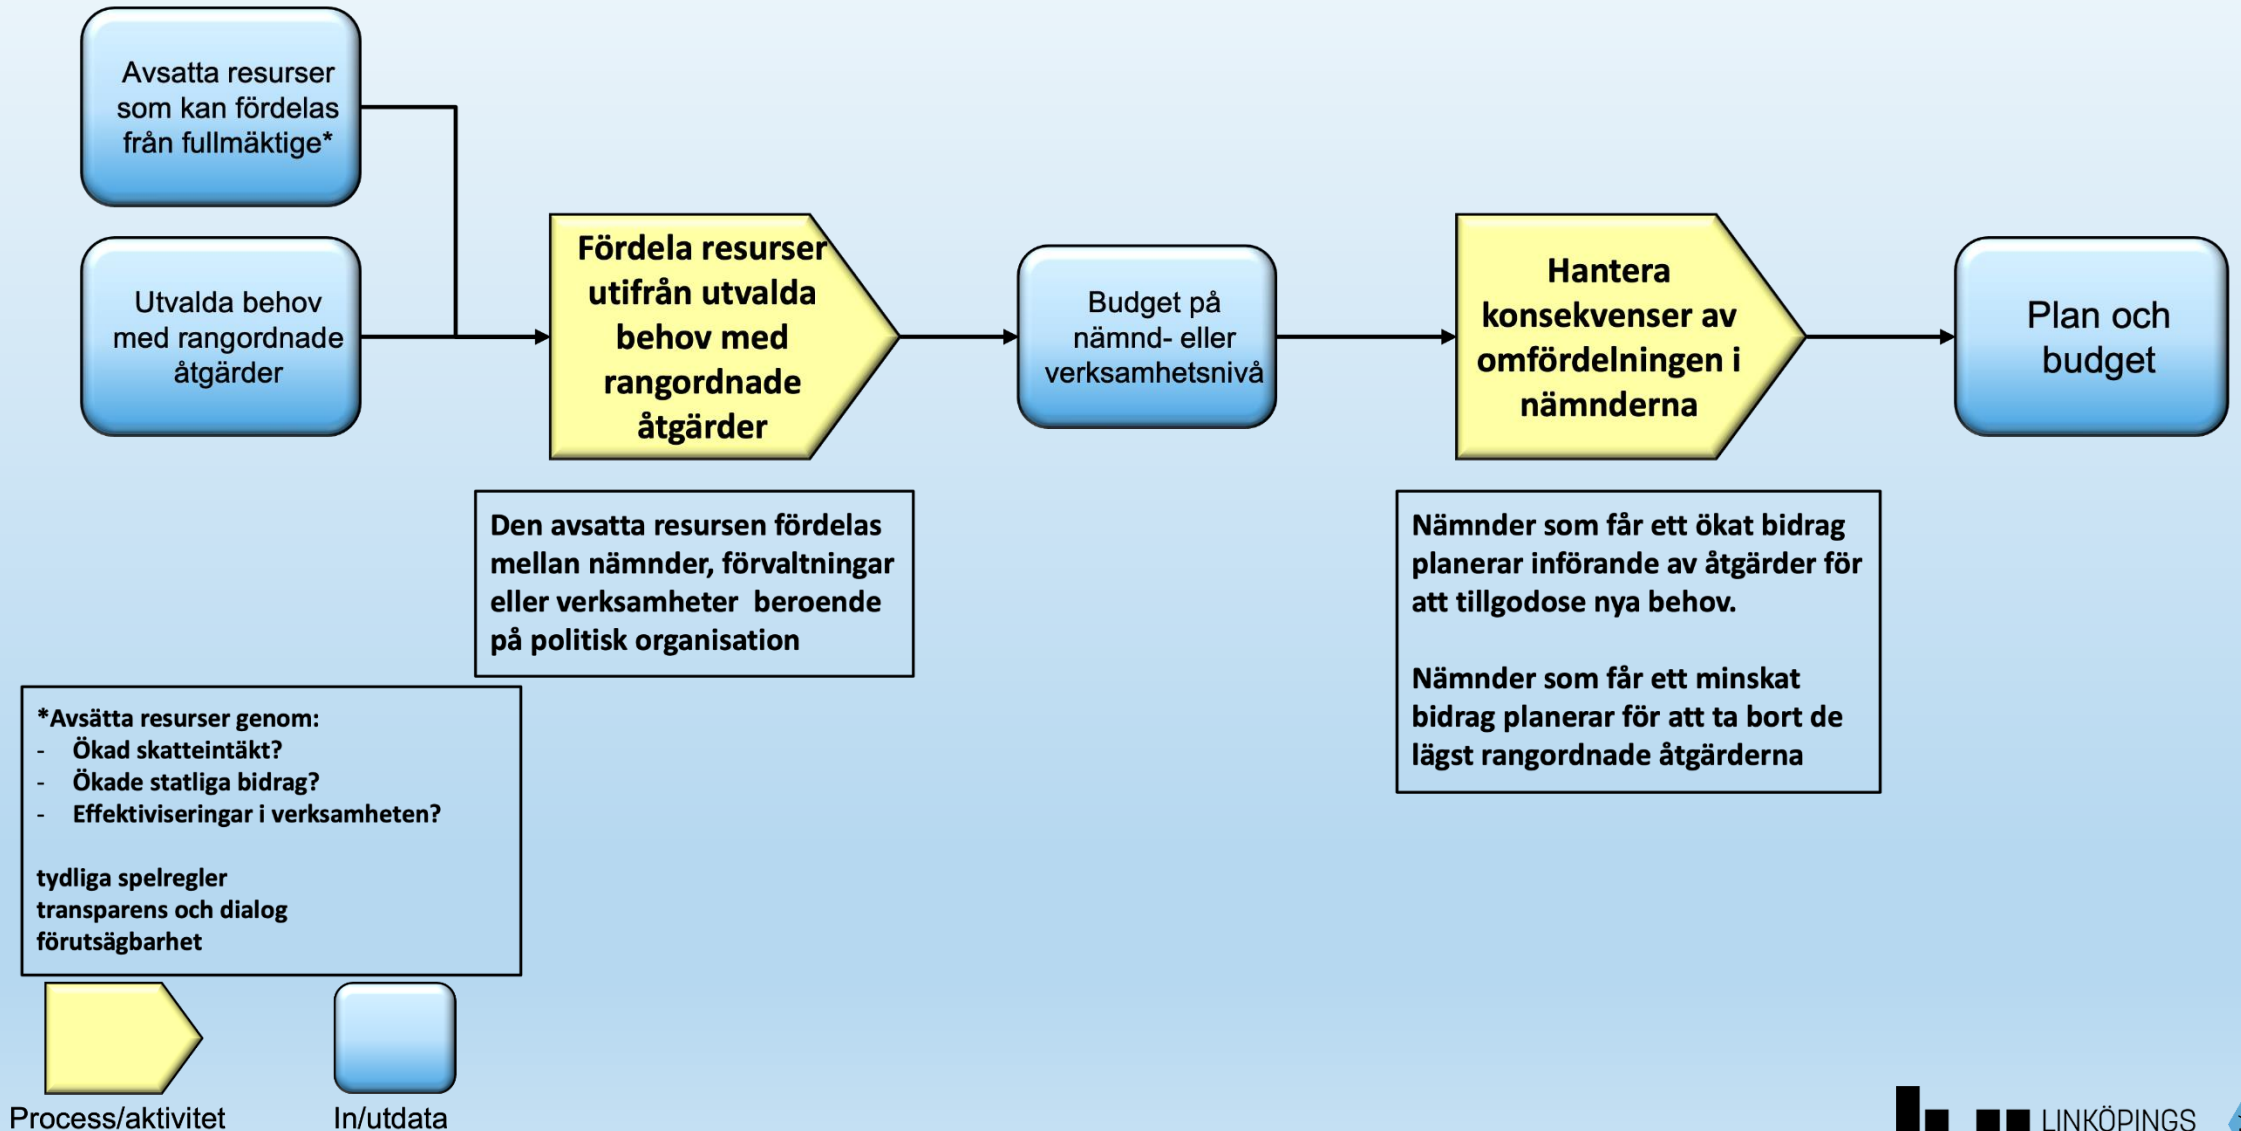 Avsatta resurser
som kan fördelas
från fullmäktige*
Utvalda behov
med rangordnade
åtgärder
Fördela resurser
utifrån utvalda
behov med
rangordnade
åtgärder
Budget på
nämnd- eller
verksamhetsnivå
Hantera
konsekvenser av
omfördelningen i
nämnderna
Plan och
budget
Den avsatta resursen fördelas
mellan nämnder, förvaltningar
eller verksamheter beroende
på politisk organisation
Nämnder som får ett ökat bidrag
planerar införande av åtgärder för
att tillgodose nya behov.
Nämnder som får ett minskat
bidrag planerar för att ta bort de
lägst rangordnade åtgärderna
*Avsätta resurser genom:
- Ökad skatteintäkt?
- Ökade statliga bidrag?
- Effektiviseringar i verksamheten?
tydliga spelregler
transparens och dialog
förutsägbarhet
Process/aktivitet
In/utdata
LINKÖPINGS